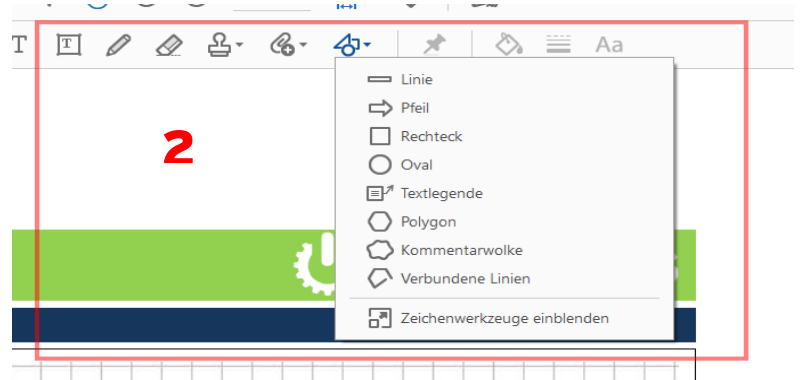 T T Aa
2
Linie
Pfeil
Rechteck
Oval
Textlegende
Polygon
Kommentarwolke
Verbundene Linien
Zeichenwerkzeuge einblenden